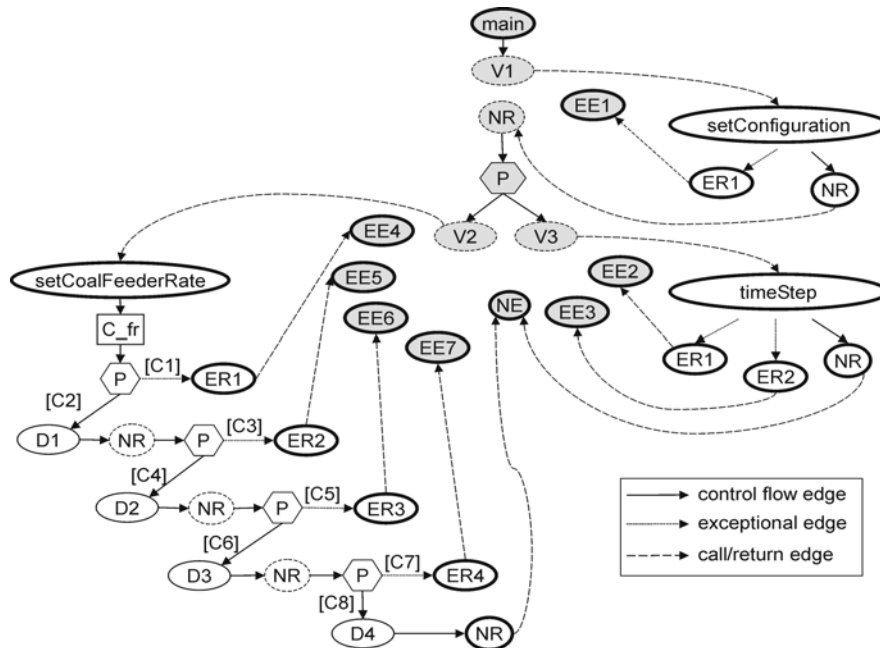 main
V1
EE1
NR
setConfiguration
P
ER1
NR
EE4
V2
V3
EE5
EE2
setCoalFeederRate
timeStep
EE6
NE
EE3
C_fr
EE7
P
[C1]
ER1
ER1
ER2
NR
[C2]
D1
NR
P
[C3]
ER2
[C4]
D2
NR
P
[C5]
ER3
[C6]
D3
NR
P
[C7]
ER4
[C8]
D4
NR
control flow edge
exceptional edge
call/return edge